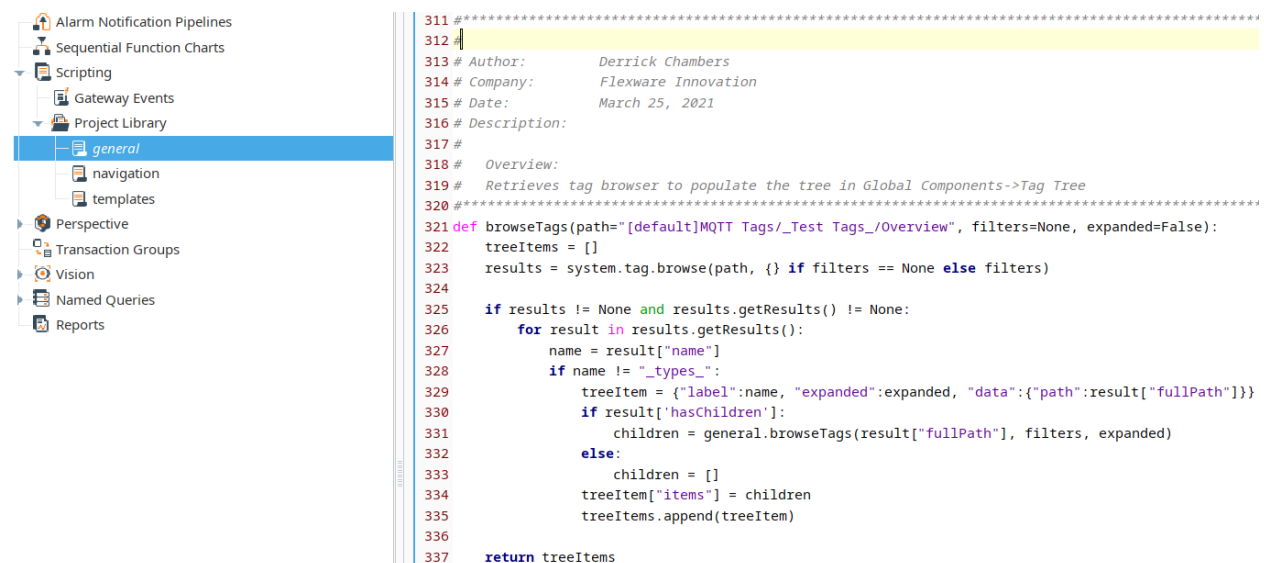 Alarm Notification Pipelines
Sequential Function Charts
Scripting
Gateway Events
Project Library
general
navigation
templates
Perspective
Transaction Groups
Vision
Named Queries
Reports
311 #****************************************************************************************************
312 #
313 # Author:         Derrick Chambers
314 # Company:        Flexware Innovation
315 # Date:           March 25, 2021
316 # Description:
317 #
318 #   Overview:
319 #   Retrieves tag browser to populate the tree in Global Components->Tag Tree
320 #****************************************************************************************************
321 def browseTags(path="[default]MQTT Tags/_Test Tags_/Overview", filters=None, expanded=False):
322     treeItems = []
323     results = system.tag.browse(path, {} if filters == None else filters)
324
325     if results != None and results.getResults() != None:
326         for result in results.getResults():
327             name = result["name"]
328             if name != "_types_":
329                 treeItem = {"label":name, "expanded":expanded, "data":{"path":result["fullPath"]}}
330                 if result['hasChildren']:
331                     children = general.browseTags(result["fullPath"], filters, expanded)
332                 else:
333                     children = []
334                 treeItem["items"] = children
335                 treeItems.append(treeItem)
336
337     return treeItems